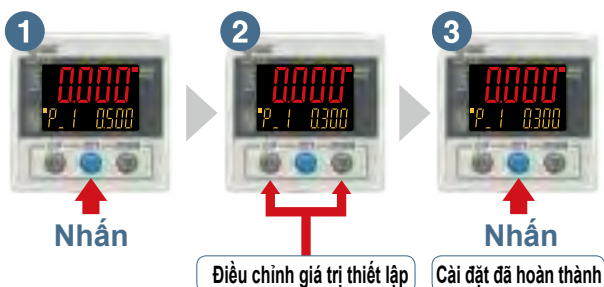 1
2
3
0.000
P_1 0.500
0.000
P_1 0.300
0.000
P_1 0.300
Nhấn
Nhấn
Điều chỉnh giá trị thiết lập
Cài đặt đã hoàn thành